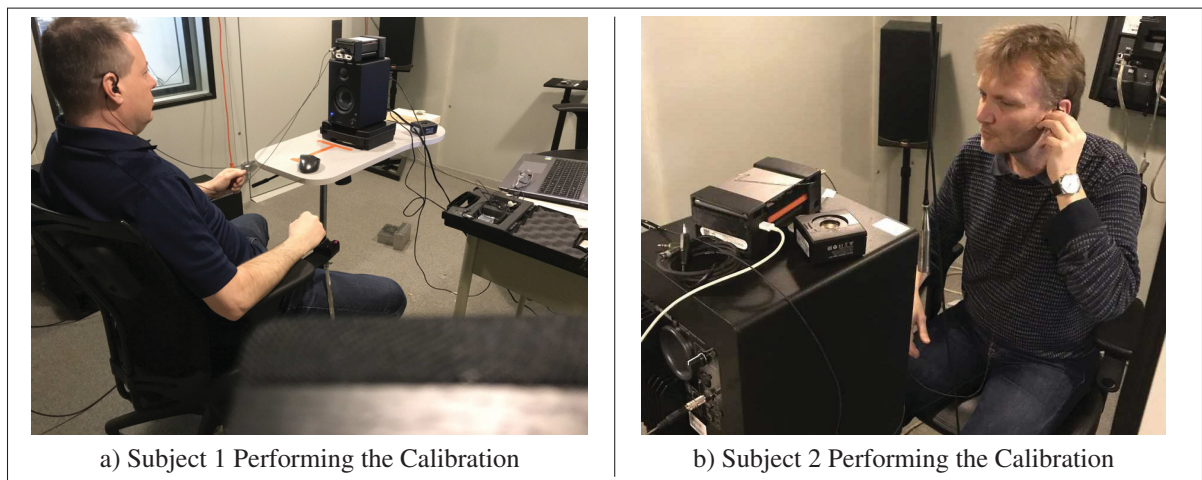 a) Subject 1 Performing the Calibration
b) Subject 2 Performing the Calibration